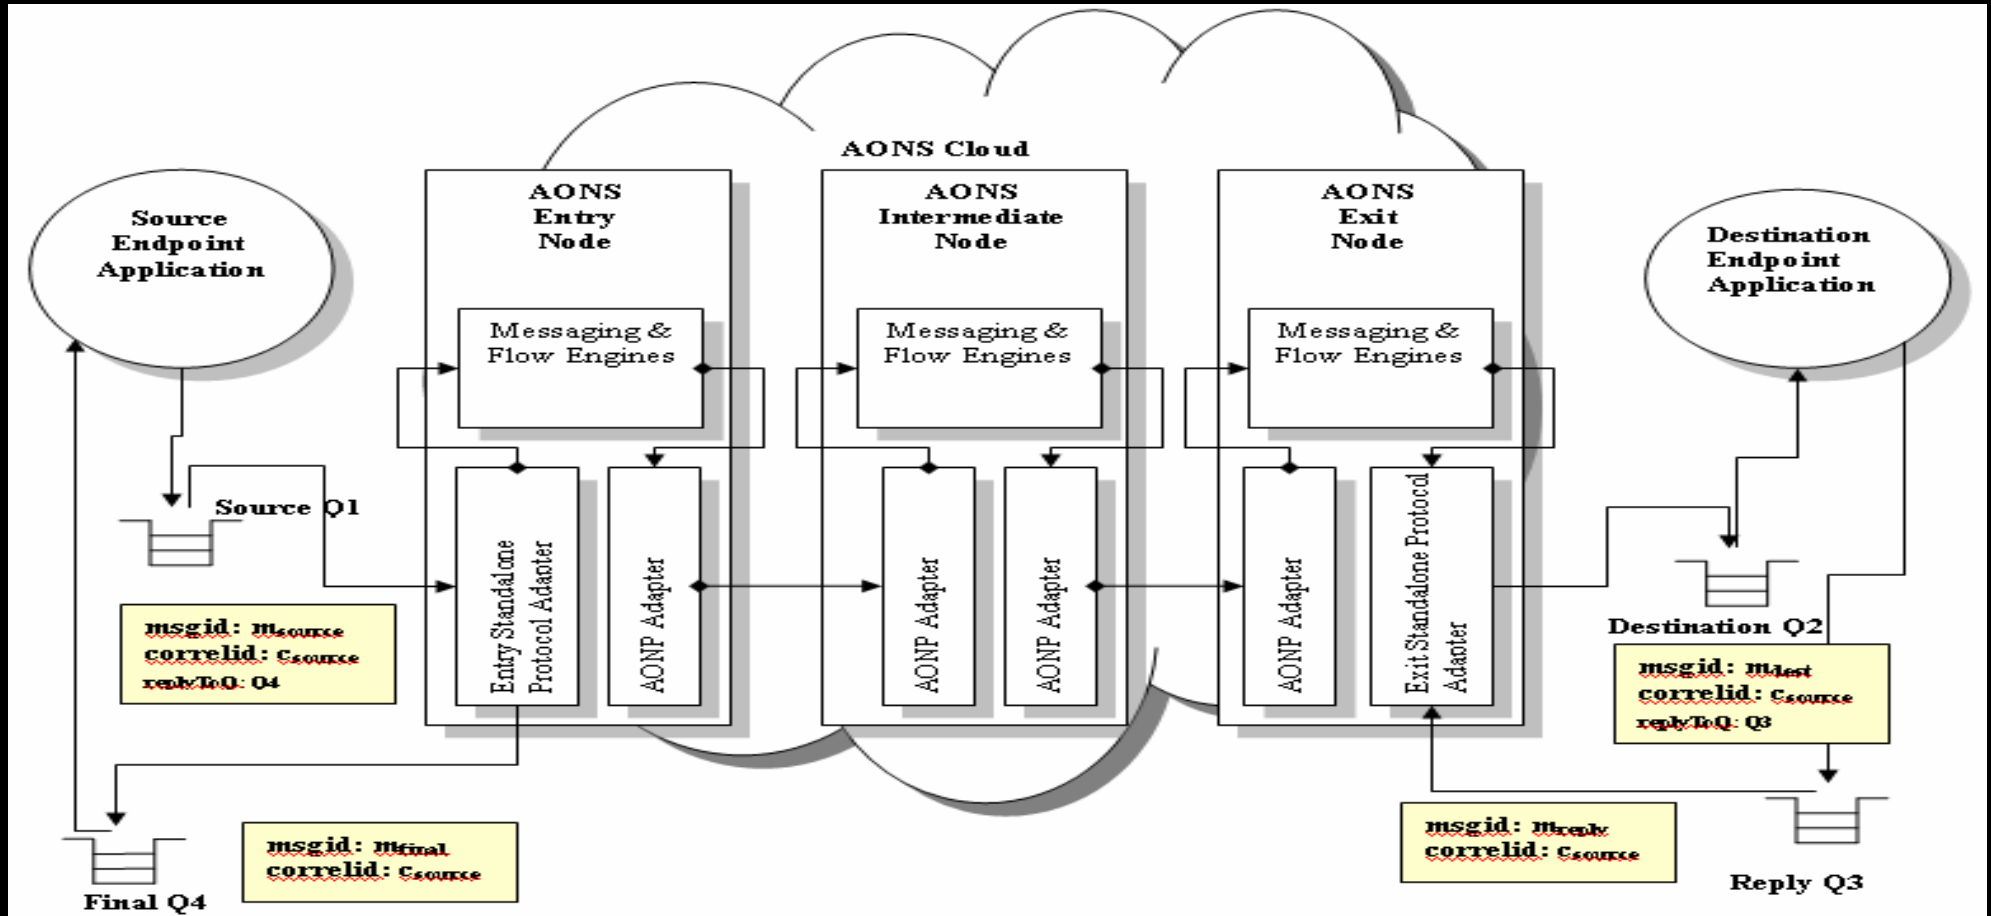 AONS Cloud
Source
Endpoint
Application
AONS
Entry
Node
Messaging &
Flow Engines
Entry Standalone
Protocol Adapter
AONP Adapter
AONS
Intermediate
Node
Messaging &
Flow Engines
AONP Adapter
AONP Adapter
AONS
Exit
Node
Messaging &
Flow Engines
AONP Adapter
Exit Standalone Protocol
Adapter
Destination
Endpoint
Application
Source Q1
msgid: msource
correlid: csource
replyToQ: Q4
Destination Q2
msgid: mdest
correlid: csource
replyToQ: Q3
msgid: mreply
correlid: csource
Reply Q3
msgid: mfinal
correlid: csource
Final Q4